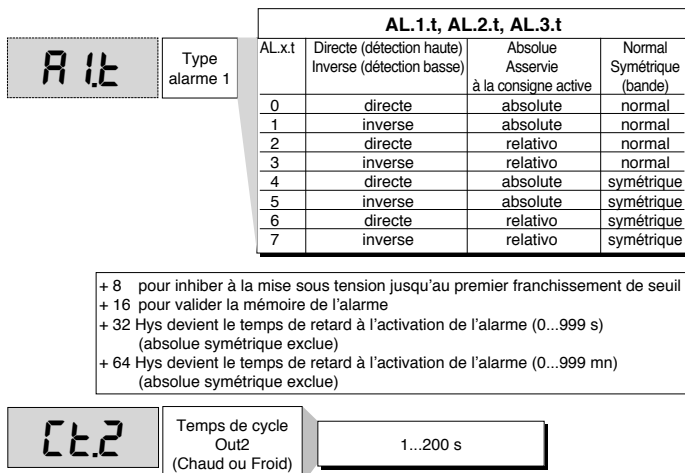 AL.1.t, AL.2.t, AL.3.t
A1.t
Type
alarme 1
AL.x.t Directe (détection haute) Absolue Normal
Inverse (détection basse) Asservie Symétrique
à la consigne active (bande)
0 directe absolute normal
1 inverse absolute normal
2 directe relativo normal
3 inverse relativo normal
4 directe absolute symétrique
5 inverse absolute symétrique
6 directe relativo symétrique
7 inverse relativo symétrique
+ 8 pour inhiber à la mise sous tension jusqu'au premier franchissement de seuil
+ 16 pour valider la mémoire de l'alarme
+ 32 Hys devient le temps de retard à l'activation de l'alarme (0...999 s)
(absolue symétrique exclue)
+ 64 Hys devient le temps de retard à l'activation de l'alarme (0...999 mn)
(absolue symétrique exclue)
Ct.2
Temps de cycle
Out2
(Chaud ou Froid)
1...200 s